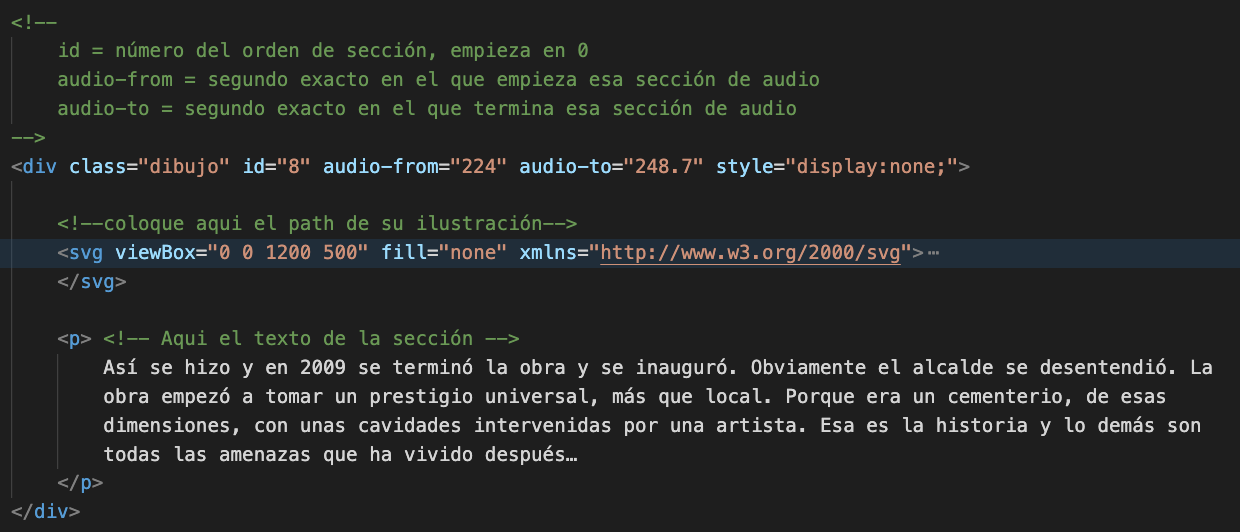 <!--
    id = número del orden de sección, empieza en 0
    audio-from = segundo exacto en el que empieza esa sección de audio
    audio-to = segundo exacto en el que termina esa sección de audio
-->
<div class="dibujo" id="8" audio-from="224" audio-to="248.7" style="display:none;">
    <!--coloque aqui el path de su ilustración-->
    <svg viewBox="0 0 1200 500" fill="none" xmlns="http://www.w3.org/2000/svg">…
    </svg>
    <p> <!-- Aqui el texto de la sección -->
        Así se hizo y en 2009 se terminó la obra y se inauguró. Obviamente el alcalde se desentendió. La
        obra empezó a tomar un prestigio universal, más que local. Porque era un cementerio, de esas
        dimensiones, con unas cavidades intervenidas por una artista. Esa es la historia y lo demás son
        todas las amenazas que ha vivido después…
    </p>
</div>